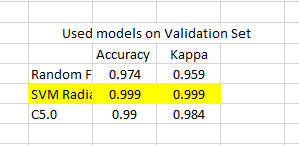 Used models on Validation Set
Accuracy Kappa
Random F 0.974 0.959
SVM Radia 0.999 0.999
C5.0 0.99 0.984